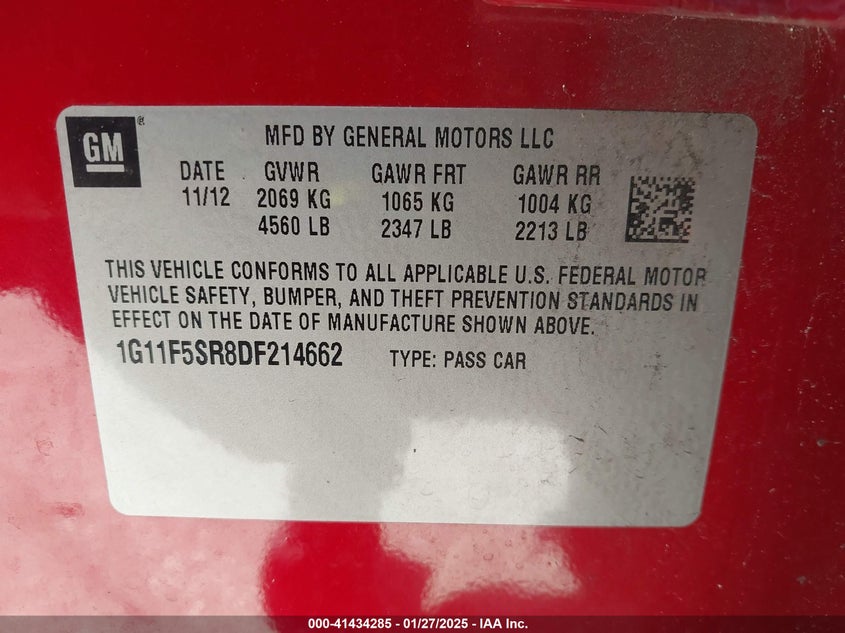 GM®
MFD BY GENERAL MOTORS LLC
DATE GVWR GAWR FRT GAWR RR
11/12 2069 KG 1065 KG 1004 KG
4560 LB 2347 LB 2213 LB
THIS VEHICLE CONFORMS TO ALL APPLICABLE U.S. FEDERAL MOTOR
VEHICLE SAFETY, BUMPER, AND THEFT PREVENTION STANDARDS IN
EFFECT ON THE DATE OF MANUFACTURE SHOWN ABOVE.
1G11F5SR8DF214662 TYPE: PASS CAR
000-41434285 - 01/27/2025 - IAA Inc.